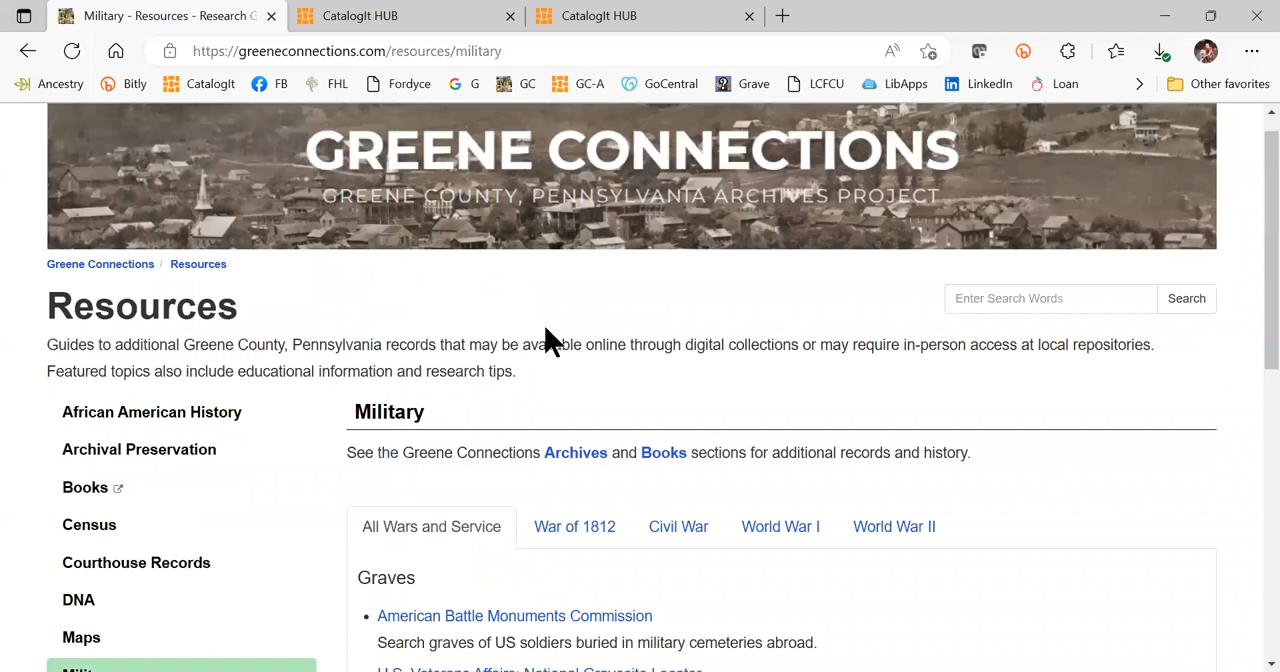 Military - Resources - Research G
CatalogIt HUB
CatalogIt HUB
https://greeneconnections.com/resources/military
Ancestry
Bitly
CatalogIt
FB
FHL
Fordyce
G
GC
GC-A
GoCentral
Grave
LCFCU
LibApps
LinkedIn
Loan
Other favorites
GREENE CONNECTIONS
GREENE COUNTY, PENNSYLVANIA ARCHIVES PROJECT
Greene Connections / Resources
Resources
Enter Search Words
Search
Guides to additional Greene County, Pennsylvania records that may be available online through digital collections or may require in-person access at local repositories.
Featured topics also include educational information and research tips.
African American History
Archival Preservation
Books
Census
Courthouse Records
DNA
Maps
Military
Military
See the Greene Connections Archives and Books sections for additional records and history.
All Wars and Service
War of 1812
Civil War
World War I
World War II
Graves
• American Battle Monuments Commission
Search graves of US soldiers buried in military cemeteries abroad.
U.S. Veterans Affairs: National Gravesite Locator